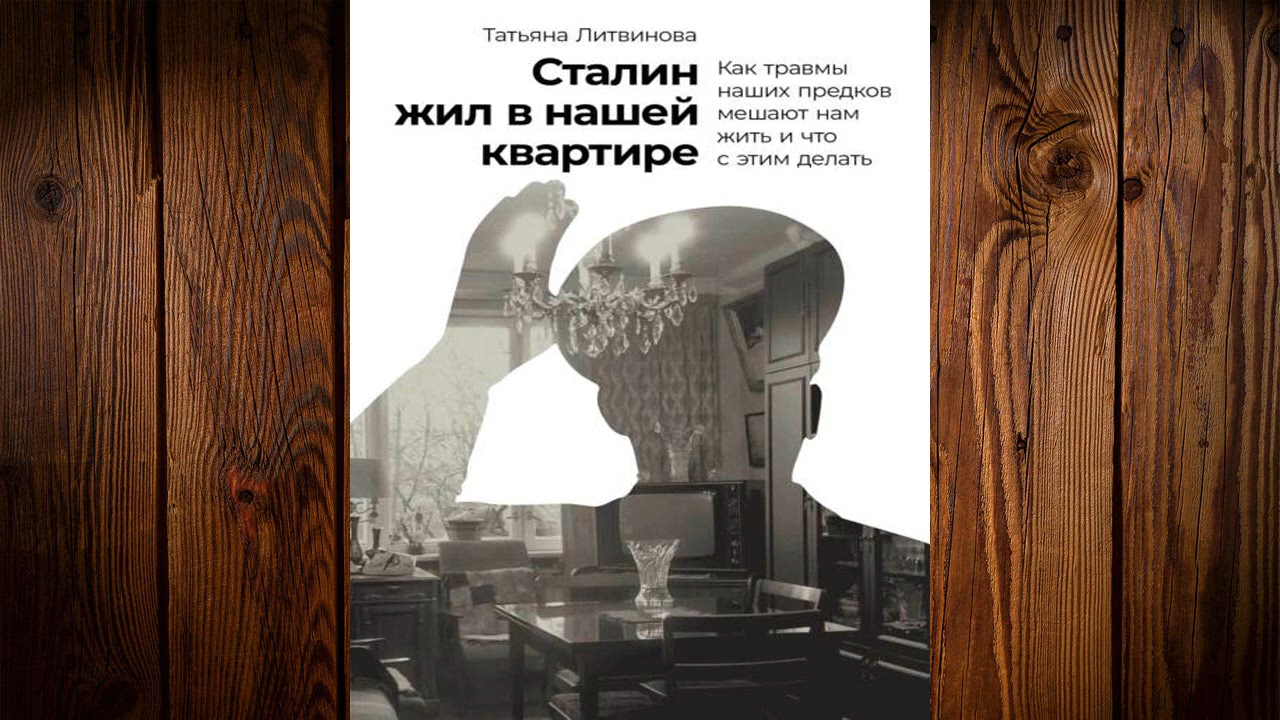 Татьяна Литвинова
Сталин
жил в нашей
квартире
Как травмы
наших предков
мешают нам
жить и что
с этим делать